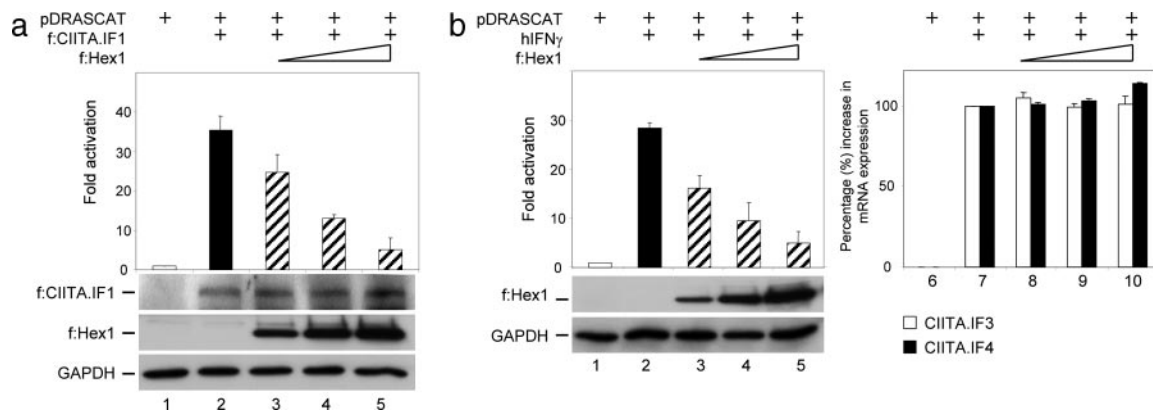 a
pDRASCAT + + + + +
f:CIITA.IF1 + + + +
f:Hex1
Fold activation
40
30
20
10
0
f:CIITA.IF1
f:Hex1
GAPDH
1 2 3 4 5
b
pDRASCAT + + + + +
hIFNγ + + + +
f:Hex1
Fold activation
30
20
10
0
f:Hex1
GAPDH
1 2 3 4 5
+ + + + +
+ + + +
Percentage (%) increase in
mRNA expression
100
50
0
6 7 8 9 10
CIITA.IF3
CIITA.IF4